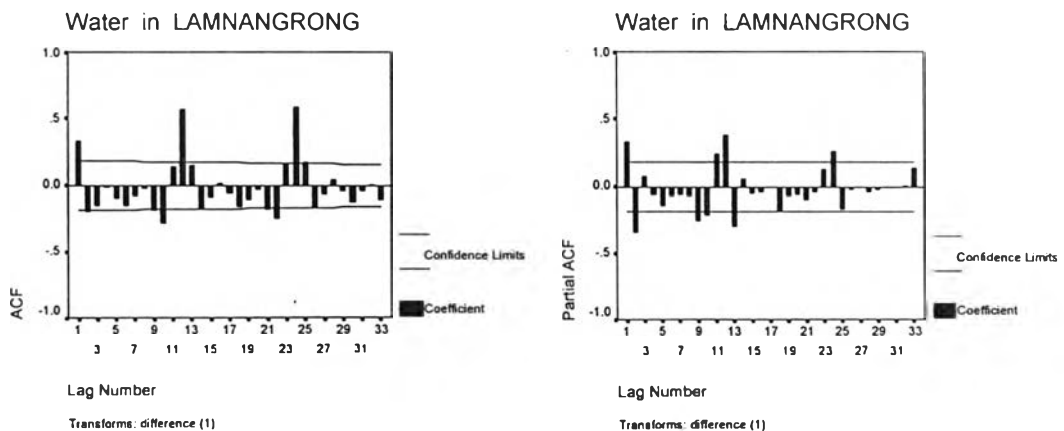 Water in LAMNANGRONG
1.0
.5
0.0
-.5
-1.0
ACF
1 5 9 13 17 21 25 29 33
3 7 11 15 19 23 27 31
Lag Number
Transforms: difference (1)
Confidence Limits
Coefficient
Water in LAMNANGRONG
1.0
.5
0.0
-.5
-1.0
Partial ACF
1 5 9 13 17 21 25 29 33
3 7 11 15 19 23 27 31
Lag Number
Transforms: difference (1)
Confidence Limits
Coefficient